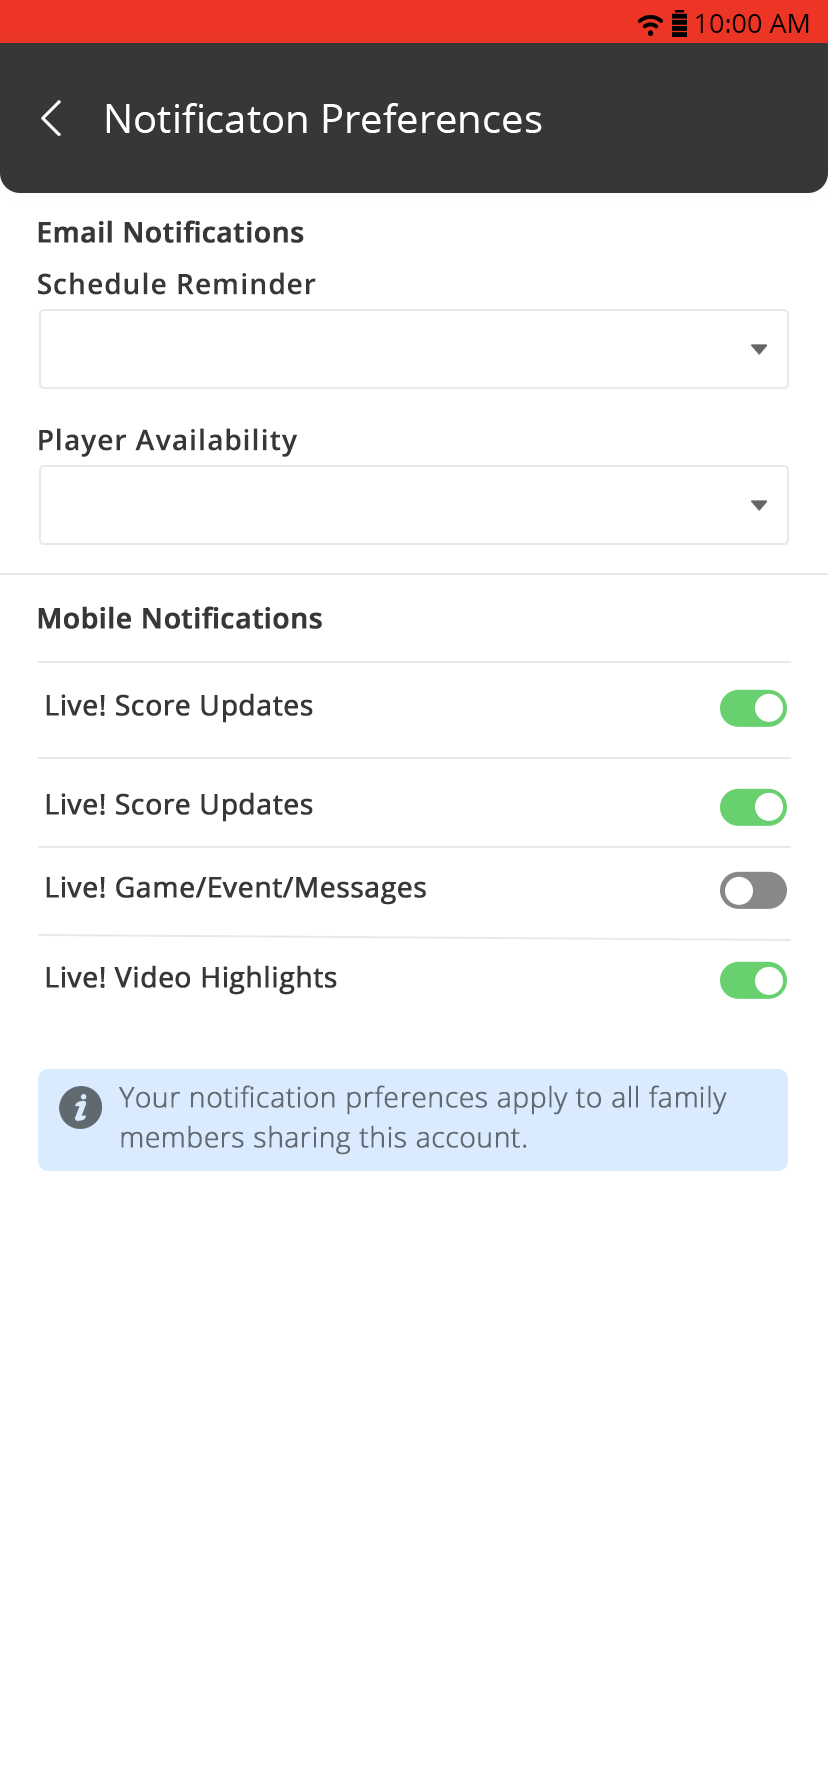 10:00 AM
Notificaton Preferences
Email Notifications
Schedule Reminder
Player Availability
Mobile Notifications
Live! Score Updates
Live! Score Updates
Live! Game/Event/Messages
Live! Video Highlights
Your notification prferences apply to all family
members sharing this account.